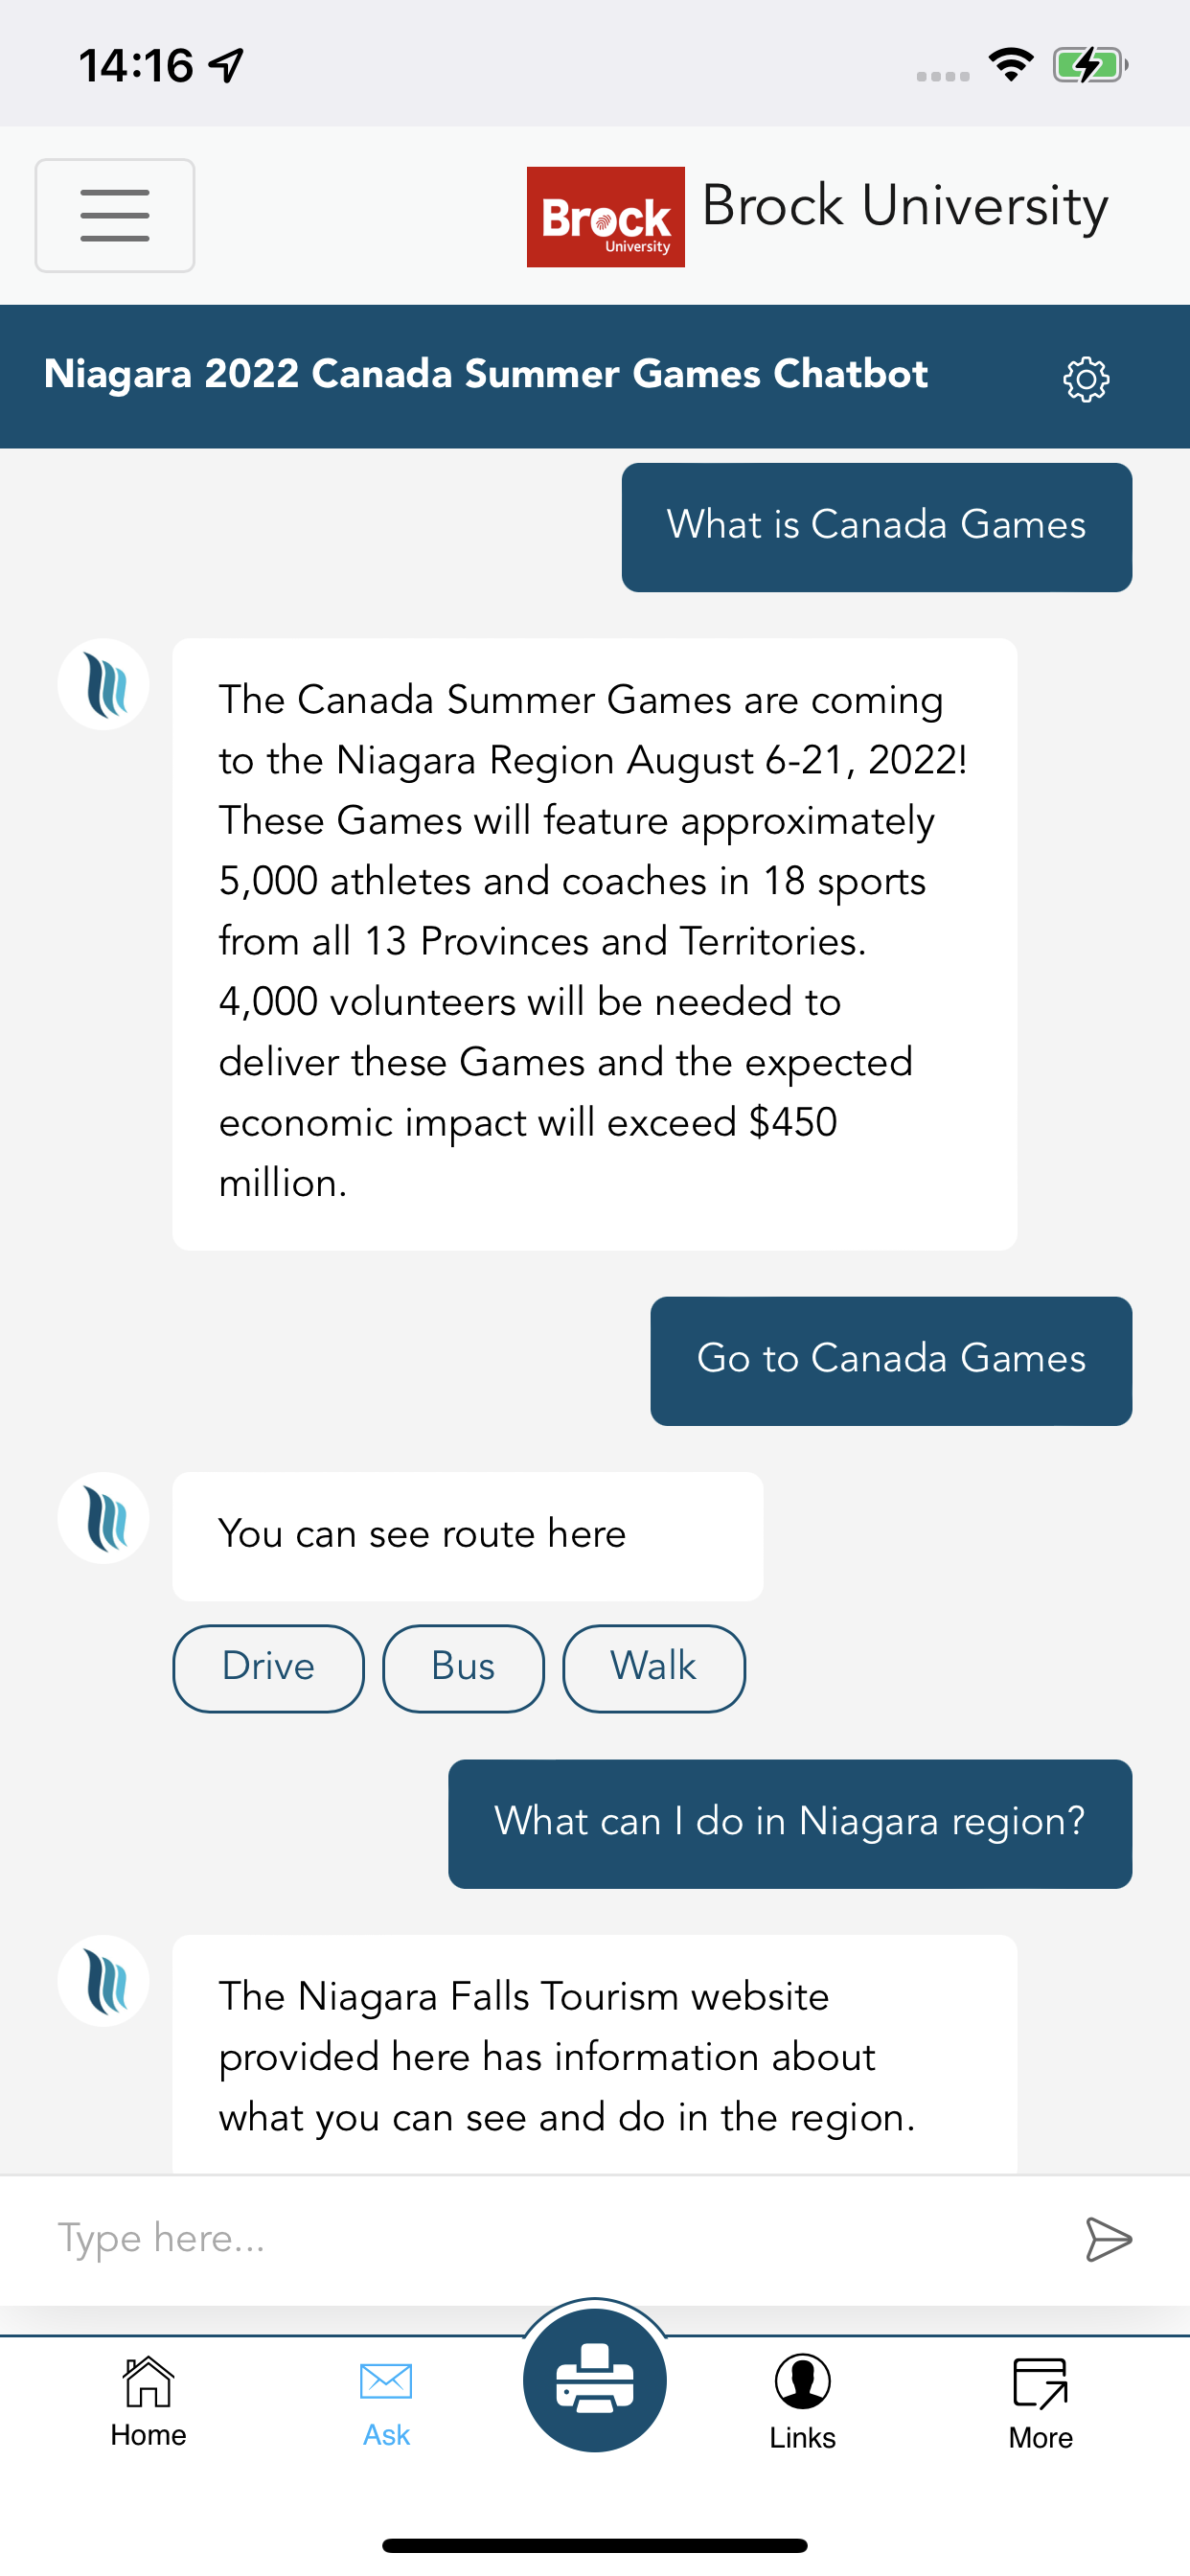 14:16
Brock
University
Brock University
Niagara 2022 Canada Summer Games Chatbot
What is Canada Games
The Canada Summer Games are coming
to the Niagara Region August 6-21, 2022!
These Games will feature approximately
5,000 athletes and coaches in 18 sports
from all 13 Provinces and Territories.
4,000 volunteers will be needed to
deliver these Games and the expected
economic impact will exceed $450
million.
Go to Canada Games
You can see route here
Drive Bus Walk
What can I do in Niagara region?
The Niagara Falls Tourism website
provided here has information about
what you can see and do in the region.
Type here...
Home Ask Links More